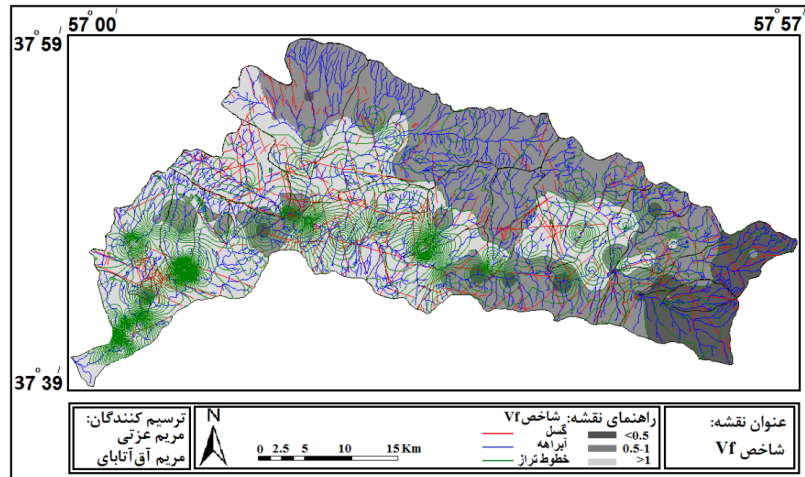 57° 00′
57° 57′
37° 59′
37° 39′
عنوان نقشه:
شاخص Vf
راهنمای نقشه:
شاخص Vf
<0.5
0.5-1
>1
گسل
آبراهه
خطوط تراز
N
0 2.5 5 10 15 Km
ترسیم کنندگان:
مریم عزتی
مریم آق‌آتابای